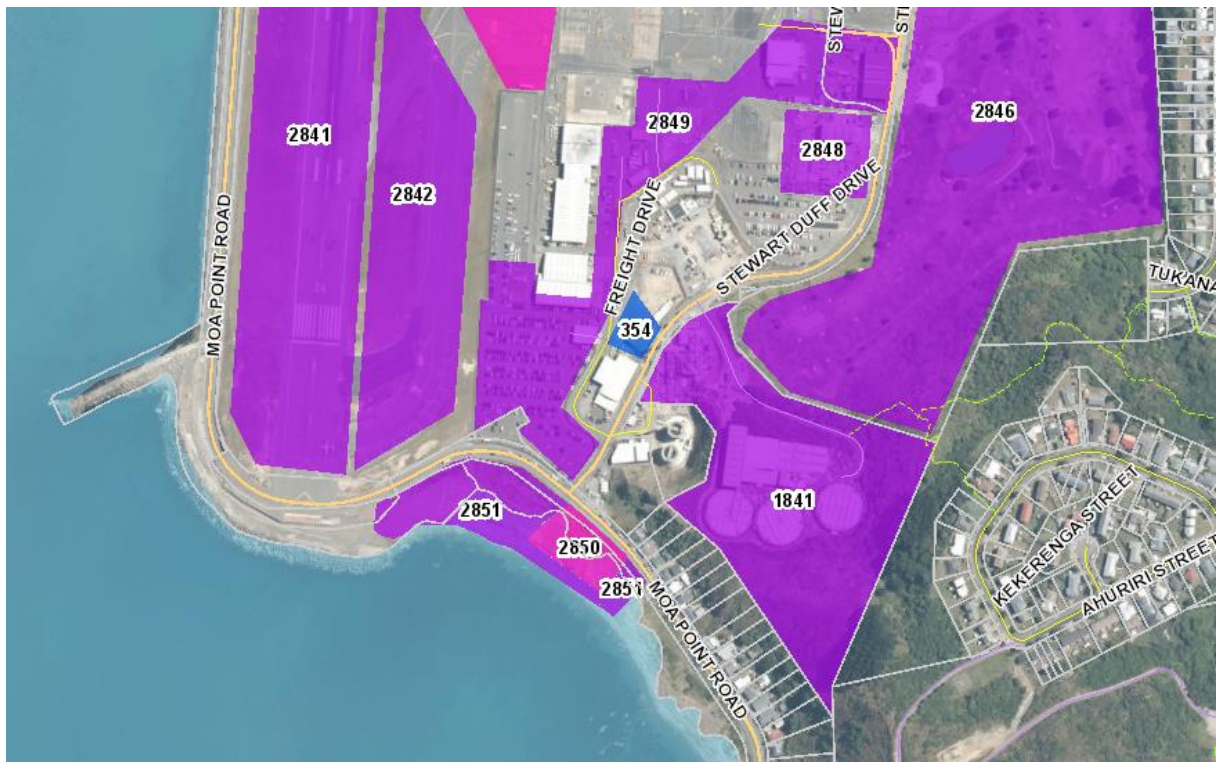 STEW
ST
2841
2849
2848
2846
2842
MOA POINT ROAD
FREIGHT DRIVE
STEWART DUFF DRIVE
TUKANA
354
KEKERENGA STREET
1841
2851
2850
AHURIRI STREET
2851
MOA POINT ROAD